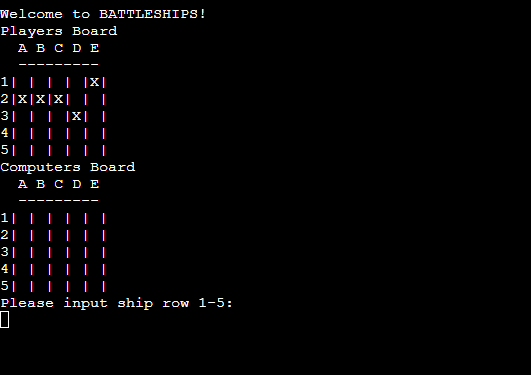 Welcome to BATTLESHIPS!
Players Board
  A B C D E
  ---------
1| | | | |X|
2|X|X|X| | |
3| | | |X| |
4| | | | | |
5| | | | | |
Computers Board
  A B C D E
  ---------
1| | | | | |
2| | | | | |
3| | | | | |
4| | | | | |
5| | | | | |
Please input ship row 1-5: